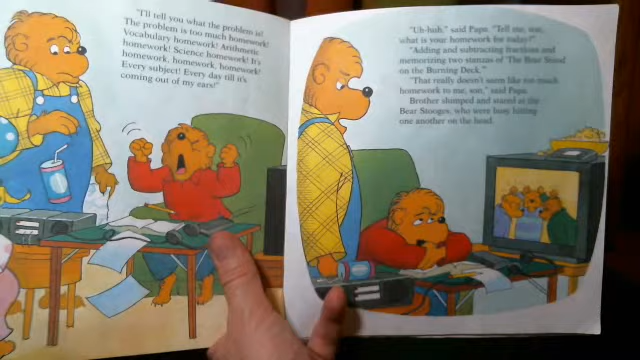 "I'll tell you what the problem is!
The problem is too much homework!
Vocabulary homework! Arithmetic
homework! Science homework! It's
homework, homework, homework!
Every subject! Every day till it's
coming out of my ears!"
"Uh-huh," said Papa. "Tell me, son,
what is your homework for today?"
"Adding and subtracting fractions and
memorizing two stanzas of 'The Bear Stood
on the Burning Deck.'"
"That really doesn't seem like too much
homework to me, son," said Papa.
Brother slumped and stared at the
Bear Stooges, who were busy hitting
one another on the head.